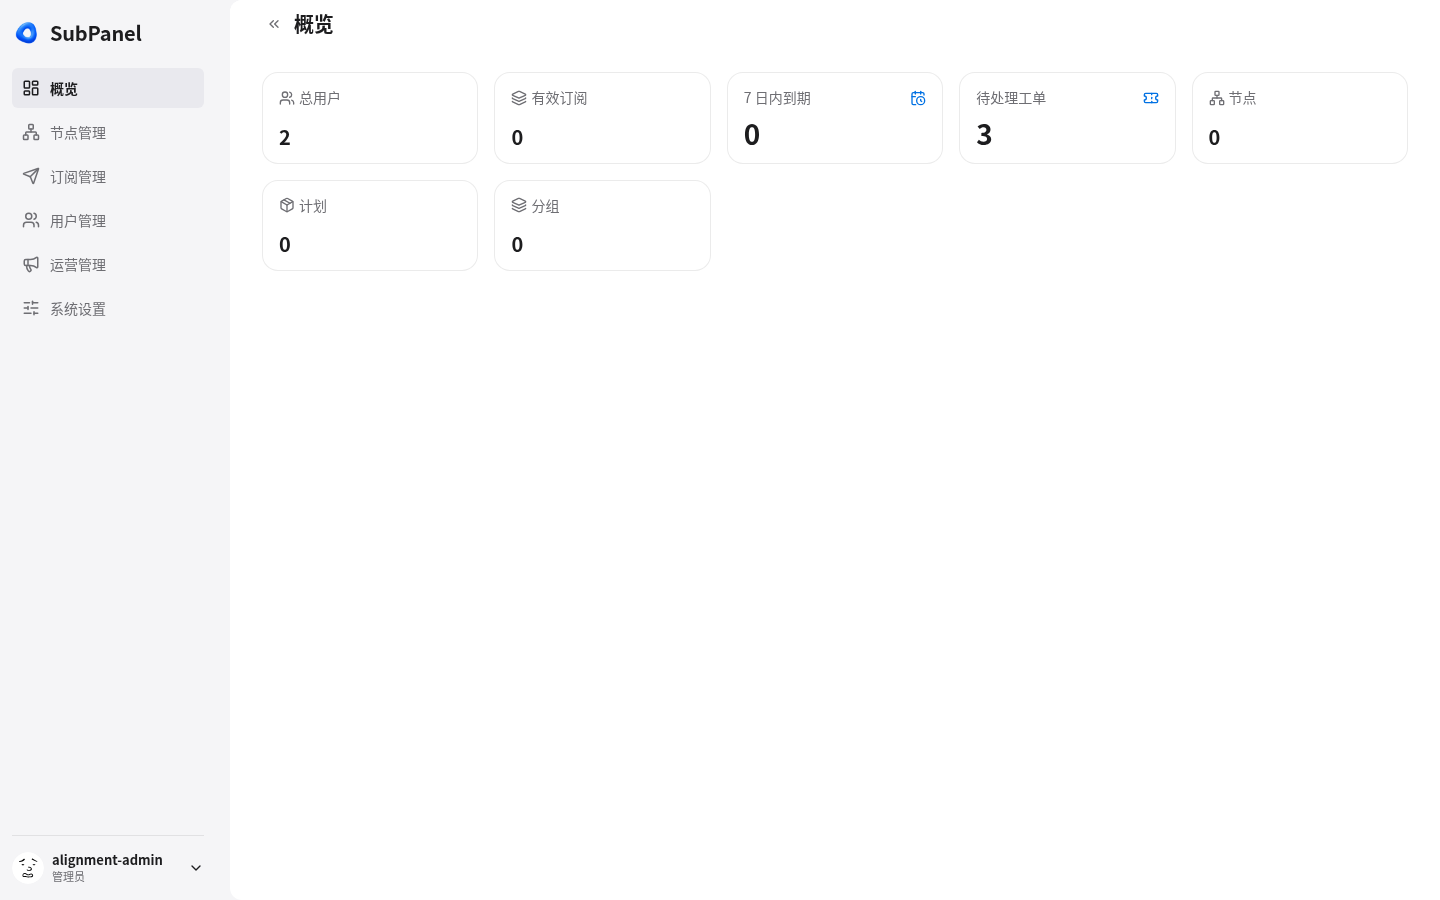 SubPanel
概览
节点管理
订阅管理
用户管理
运营管理
系统设置
alignment-admin
管理员
概览
总用户
2
有效订阅
0
7 日内到期
0
待处理工单
3
节点
0
计划
0
分组
0